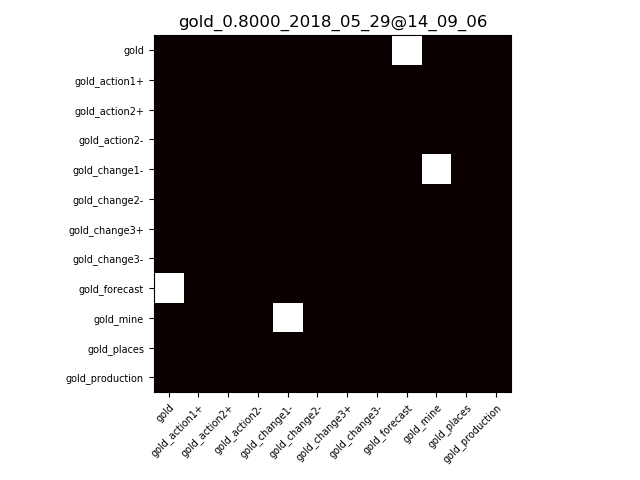 gold_0.8000_2018_05_29@14_09_06
gold
gold_action1+
gold_action2+
gold_action2-
gold_change1-
gold_change2-
gold_change3+
gold_change3-
gold_forecast
gold_mine
gold_places
gold_production
gold
gold_action1+
gold_action2+
gold_action2-
gold_change1-
gold_change2-
gold_change3+
gold_change3-
gold_forecast
gold_mine
gold_places
gold_production